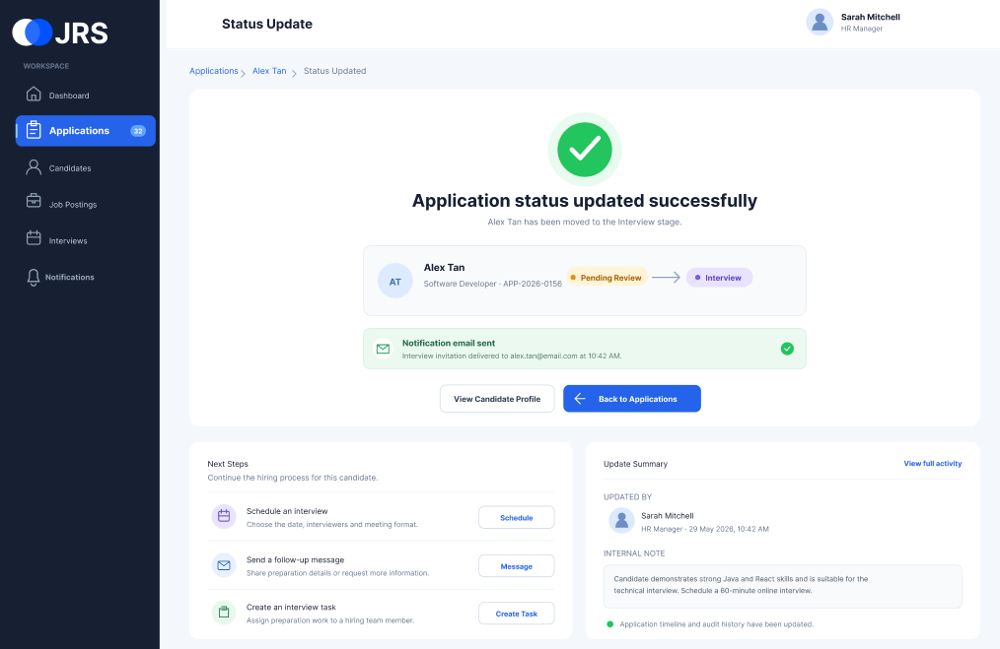 JRS
WORKSPACE
Dashboard
Applications 32
Candidates
Job Postings
Interviews
Notifications
Status Update
Sarah Mitchell
HR Manager
Applications > Alex Tan > Status Updated
Application status updated successfully
Alex Tan has been moved to the Interview stage.
AT
Alex Tan
Software Developer · APP-2026-0156
Pending Review
Interview
Notification email sent
Interview invitation delivered to alex.tan@email.com at 10:42 AM.
View Candidate Profile
Back to Applications
Next Steps
Continue the hiring process for this candidate.
Schedule an interview
Choose the date, interviewers and meeting format.
Schedule
Send a follow-up message
Share preparation details or request more information.
Message
Create an interview task
Assign preparation work to a hiring team member.
Create Task
Update Summary
View full activity
UPDATED BY
Sarah Mitchell
HR Manager · 29 May 2026, 10:42 AM
INTERNAL NOTE
Candidate demonstrates strong Java and React skills and is suitable for the
technical interview. Schedule a 60-minute online interview.
Application timeline and audit history have been updated.